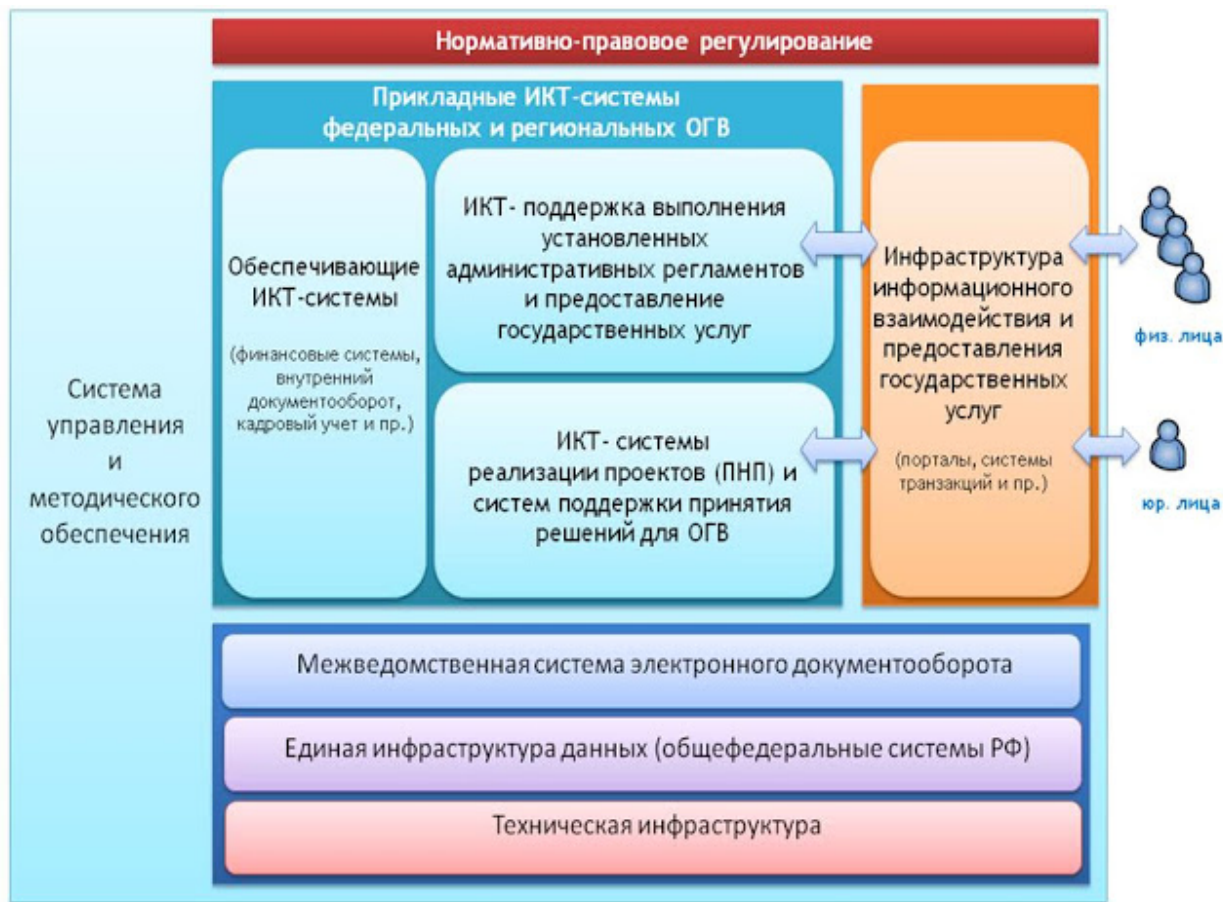 Нормативно-правовое регулирование
Прикладные ИКТ-системы
федеральных и региональных ОГВ
Обеспечивающие
ИКТ-системы
(финансовые системы,
внутренний
документооборот,
кадровый учет и пр.)
ИКТ- поддержка выполнения
установленных
административных регламентов
и предоставление
государственных услуг
ИКТ- системы
реализации проектов (ПНП) и
систем поддержки принятия
решений для ОГВ
Инфраструктура
информационного
взаимодействия и
предоставления
государственных
услуг
(порталы, системы
транзакций и пр.)
физ. лица
юр. лица
Система
управления
и
методического
обеспечения
Межведомственная система электронного документооборота
Единая инфраструктура данных (общефедеральные системы РФ)
Техническая инфраструктура